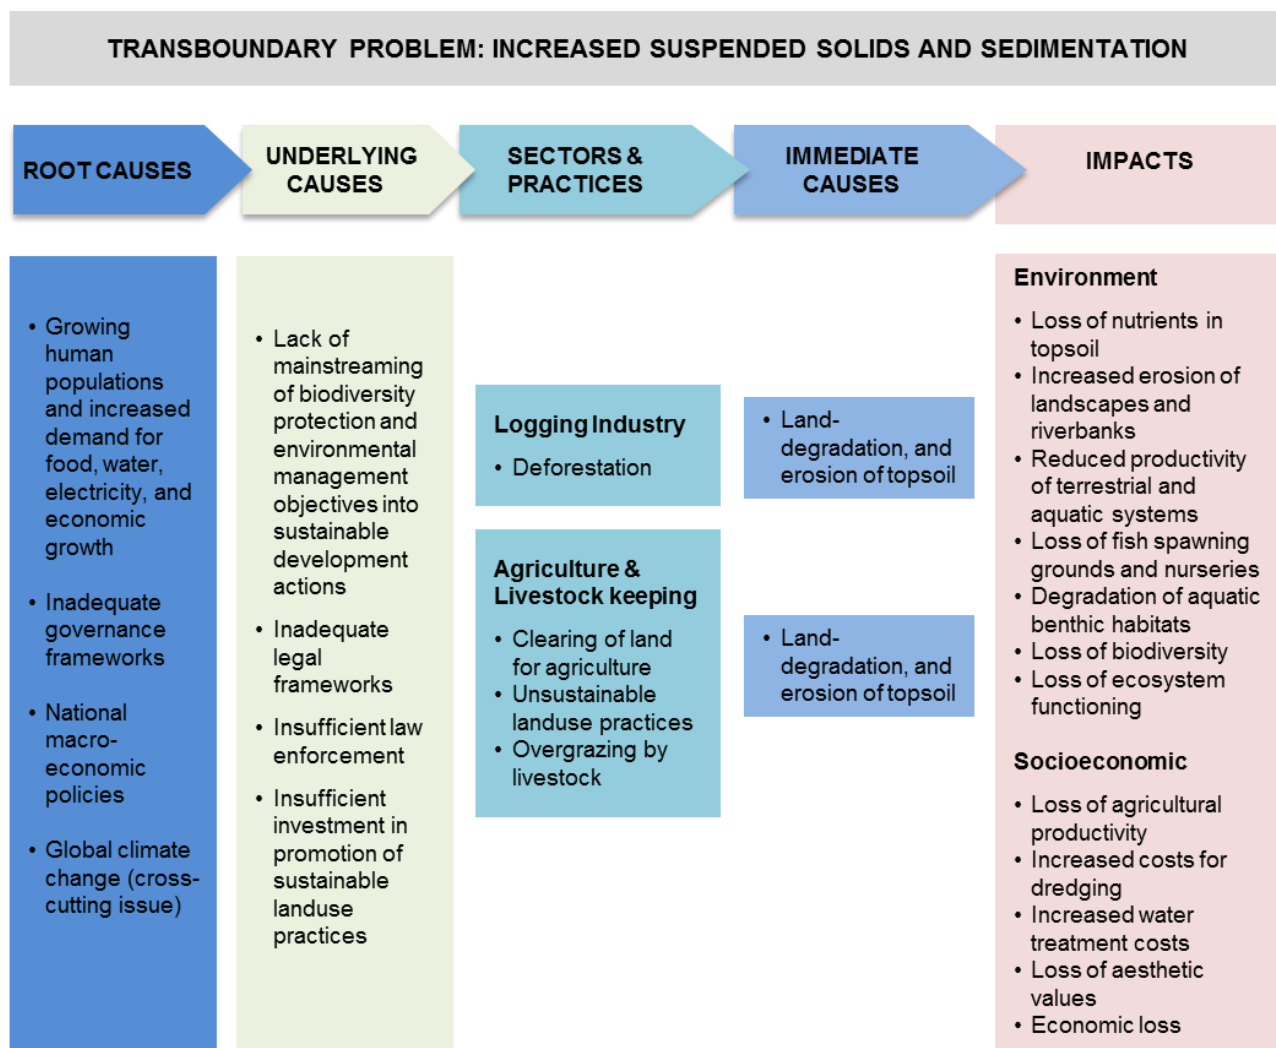 TRANSBOUNDARY PROBLEM: INCREASED SUSPENDED SOLIDS AND SEDIMENTATION
ROOT CAUSES
UNDERLYING
CAUSES
SECTORS &
PRACTICES
IMMEDIATE
CAUSES
IMPACTS
• Growing
human
populations
and increased
demand for
food, water,
electricity, and
economic
growth
• Inadequate
governance
frameworks
• National
macro-
economic
policies
• Global climate
change (cross-
cutting issue)
• Lack of
mainstreaming
of biodiversity
protection and
environmental
management
objectives into
sustainable
development
actions
• Inadequate
legal
frameworks
• Insufficient law
enforcement
• Insufficient
investment in
promotion of
sustainable
landuse
practices
Logging Industry
• Deforestation
Agriculture &
Livestock keeping
• Clearing of land
for agriculture
• Unsustainable
landuse practices
• Overgrazing by
livestock
• Land-
degradation, and
erosion of topsoil
• Land-
degradation, and
erosion of topsoil
Environment
• Loss of nutrients in
topsoil
• Increased erosion of
landscapes and
riverbanks
• Reduced productivity
of terrestrial and
aquatic systems
• Loss of fish spawning
grounds and nurseries
• Degradation of aquatic
benthic habitats
• Loss of biodiversity
• Loss of ecosystem
functioning
Socioeconomic
• Loss of agricultural
productivity
• Increased costs for
dredging
• Increased water
treatment costs
• Loss of aesthetic
values
• Economic loss